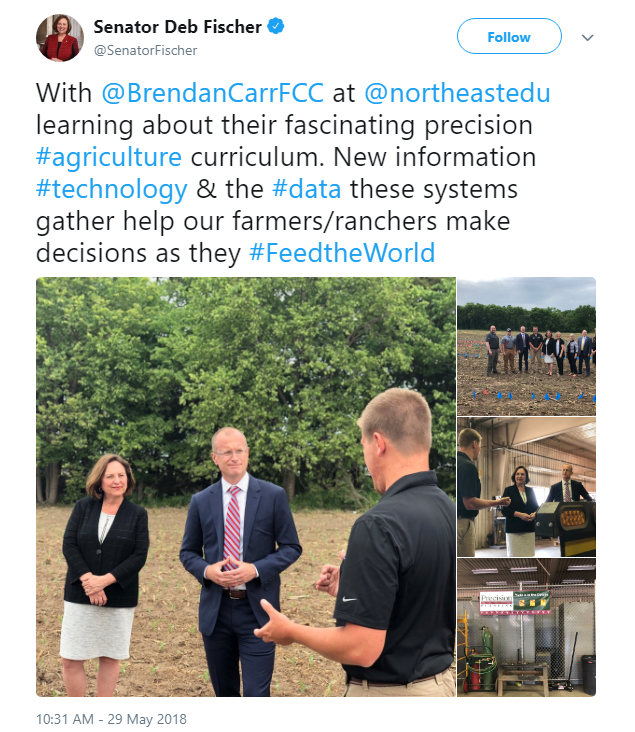 Senator Deb Fischer
@SenatorFischer
Follow
With @BrendanCarrFCC at @northeastedu
learning about their fascinating precision
#agriculture curriculum. New information
#technology & the #data these systems
gather help our farmers/ranchers make
decisions as they #FeedtheWorld
Precision
PLANTING
10:31 AM - 29 May 2018